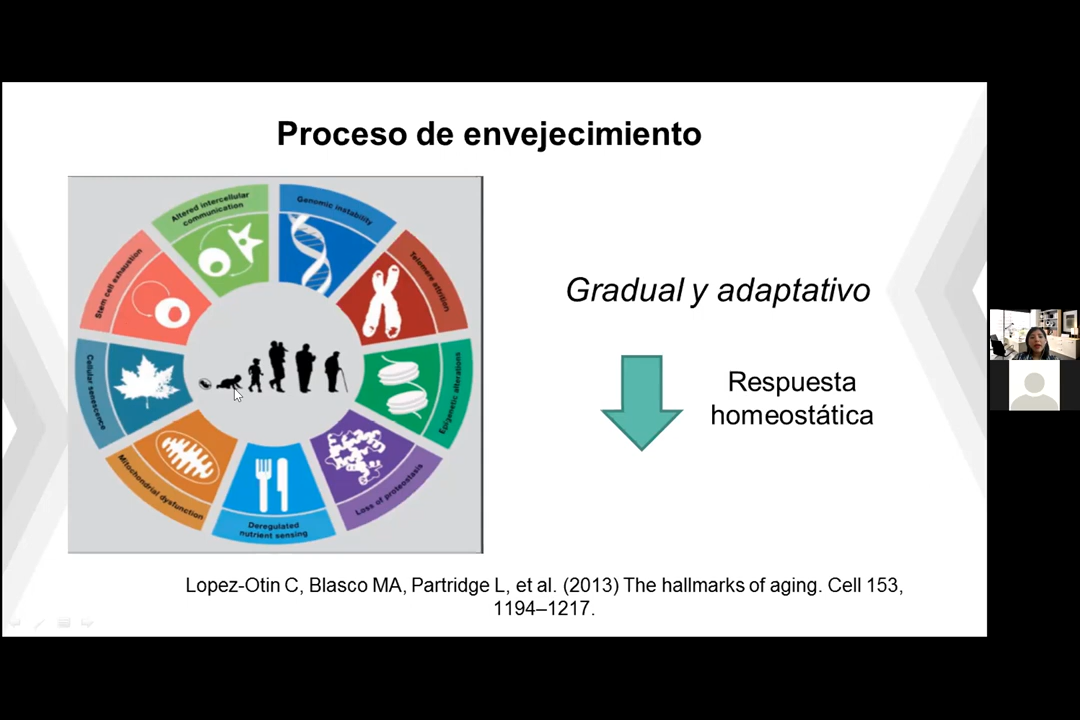 Proceso de envejecimiento
Altered intercellular
communication
Genomic instability
Telomere attrition
Epigenetic alterations
Loss of proteostasis
Deregulated
nutrient sensing
Mitochondrial dysfunction
Cellular senescence
Stem cell exhaustion
Gradual y adaptativo
Respuesta
homeostática
Lopez-Otin C, Blasco MA, Partridge L, et al. (2013) The hallmarks of aging. Cell 153,
1194–1217.